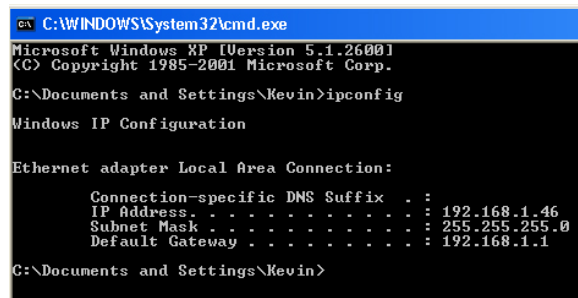 C:\WINDOWS\System32\cmd.exe
Microsoft Windows XP [Version 5.1.2600]
(C) Copyright 1985-2001 Microsoft Corp.
C:\Documents and Settings\Kevin>ipconfig
Windows IP Configuration
Ethernet adapter Local Area Connection:
Connection-specific DNS Suffix . :
IP Address. . . . . . . . . . . . : 192.168.1.46
Subnet Mask . . . . . . . . . . . : 255.255.255.0
Default Gateway . . . . . . . . . : 192.168.1.1
C:\Documents and Settings\Kevin>